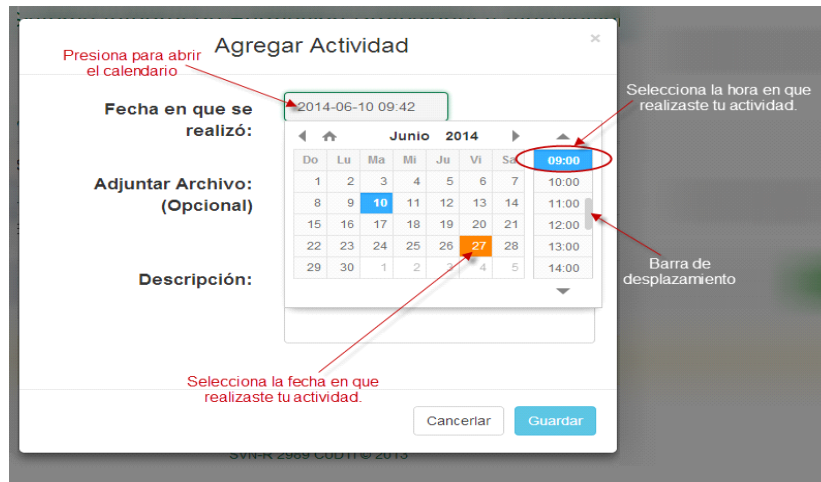 Agregar Actividad ×
Presiona para abrir
el calendario
Selecciona la hora en que
realizaste tu actividad.
Fecha en que se
realizó:
2014-06-10 09:42
Junio 2014
Do Lu Ma Mi Ju Vi Sa 09:00
1 2 3 4 5 6 7 10:00
8 9 10 11 12 13 14 11:00
15 16 17 18 19 20 21 12:00
22 23 24 25 26 27 28 13:00
29 30 1 2 3 4 5 14:00
Adjuntar Archivo:
(Opcional)
Barra de
desplazamiento
Descripción:
Selecciona la fecha en que
realizaste tu actividad.
Cancerlar Guardar
SVN-R 2989 CUDTI © 2013